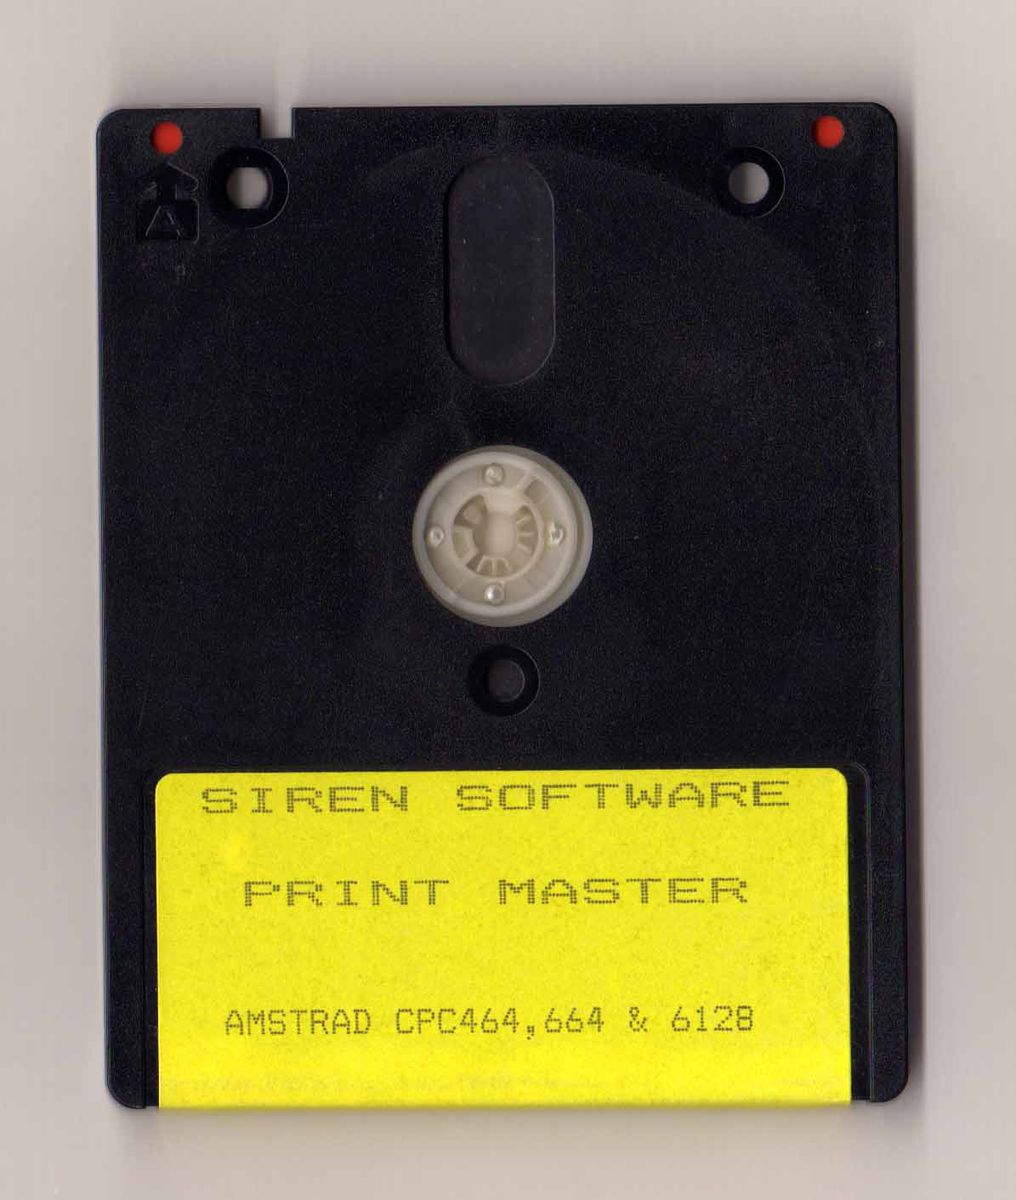 A
SIREN SOFTWARE
PRINT MASTER
AMSTRAD CPC464,664 & 6128